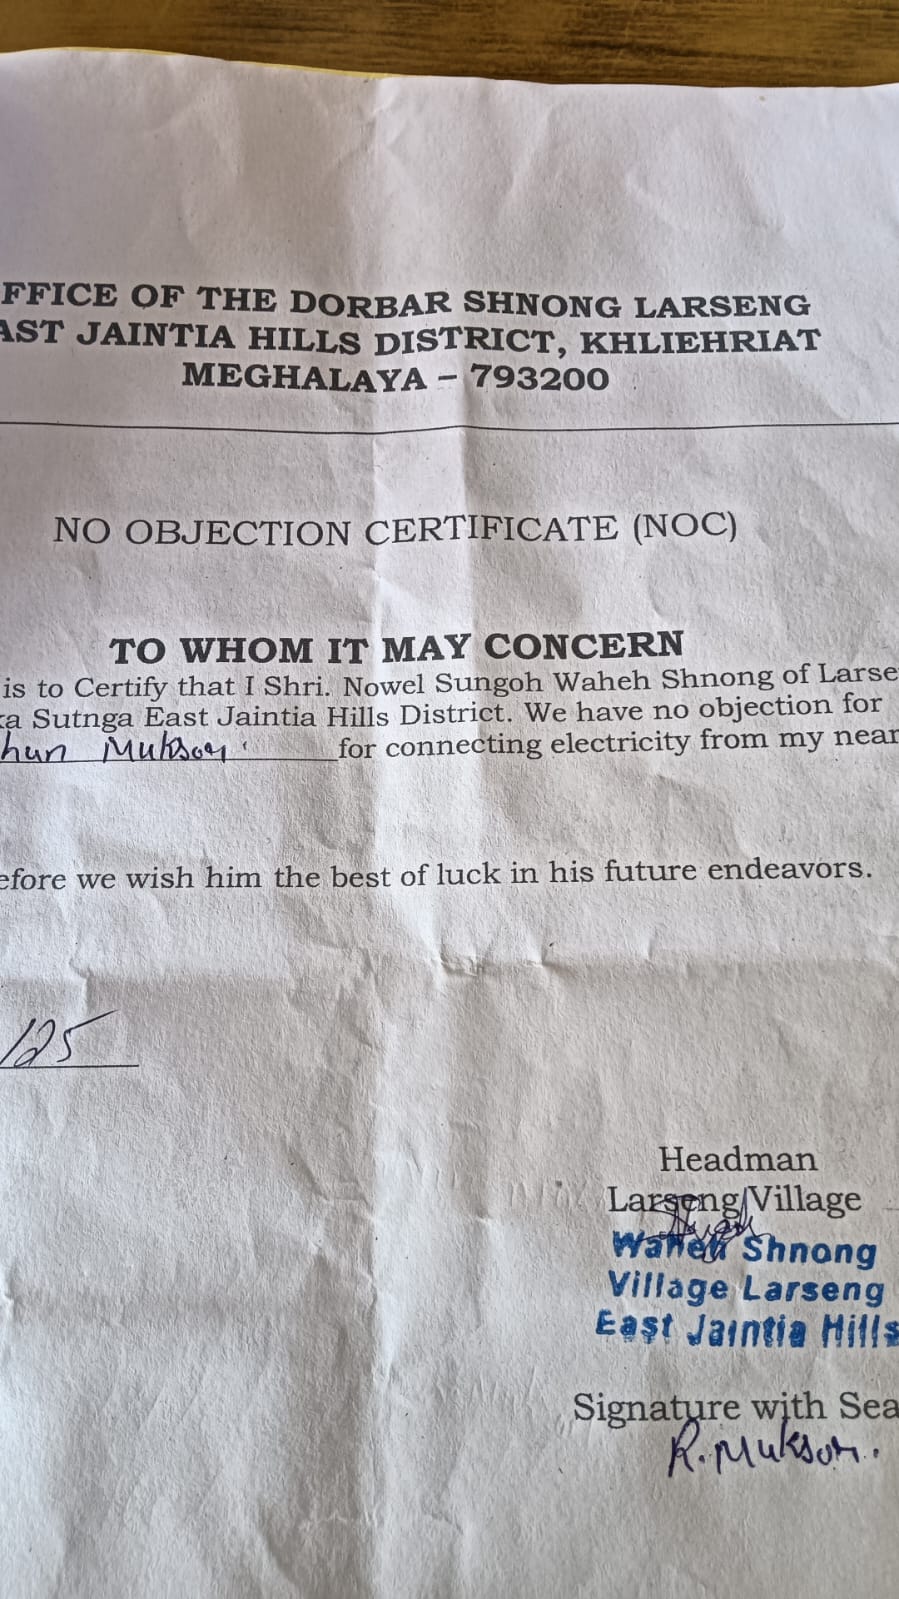 FFICE OF THE DORBAR SHNONG LARSENG
AST JAINTIA HILLS DISTRICT, KHLIEHRIAT
MEGHALAYA – 793200
NO OBJECTION CERTIFICATE (NOC)
TO WHOM IT MAY CONCERN
is to Certify that I Shri. Nowel Sungoh Waheh Shnong of Larse
ka Sutnga East Jaintia Hills District. We have no objection for
hun Muksor for connecting electricity from my near
efore we wish him the best of luck in his future endeavors.
/25
Headman
Larseng Village
Waheh Shnong
Village Larseng
East Jaintia Hills
Signature with Sea
R. Muksor.